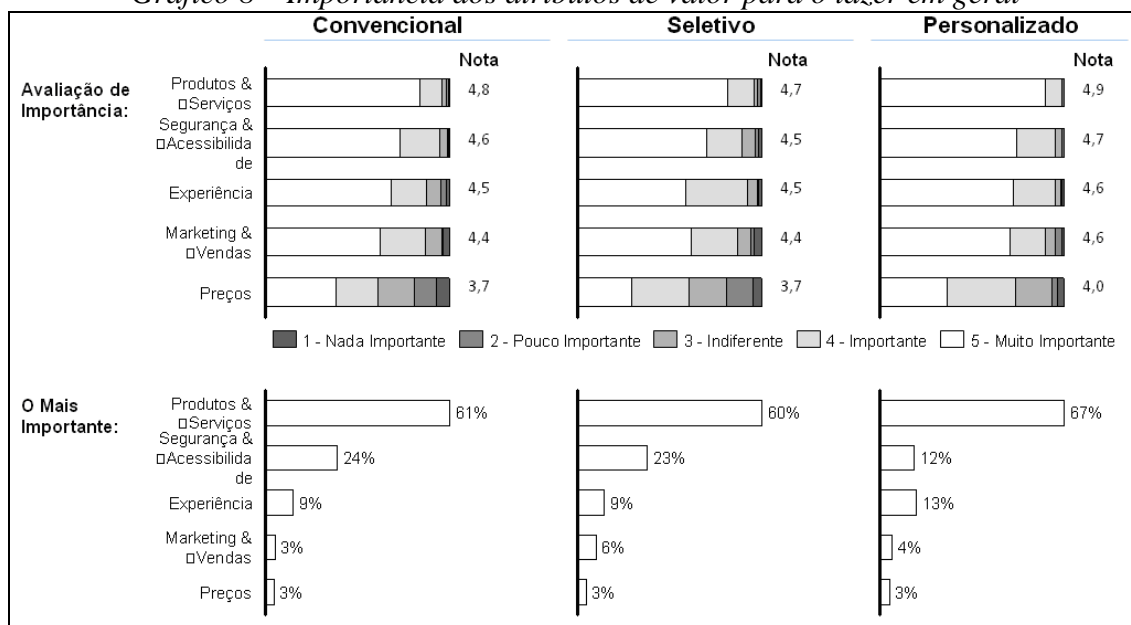 Gráfico 8 – Importância dos atributos de valor para o lazer em geral
Convencional Seletivo Personalizado
Nota Nota Nota
Avaliação de
Importância:
Produtos &
□Serviços
4,8 4,7 4,9
Segurança &
□Acessibilida
de
4,6 4,5 4,7
Experiência 4,5 4,5 4,6
Marketing &
□Vendas
4,4 4,4 4,6
Preços 3,7 3,7 4,0
1 - Nada Importante 2 - Pouco Importante 3 - Indiferente 4 - Importante 5 - Muito Importante
O Mais
Importante:
Produtos &
□Serviços
61% 60% 67%
Segurança &
□Acessibilida
de
24% 23% 12%
Experiência 9% 9% 13%
Marketing &
□Vendas
3% 6% 4%
Preços 3% 3% 3%